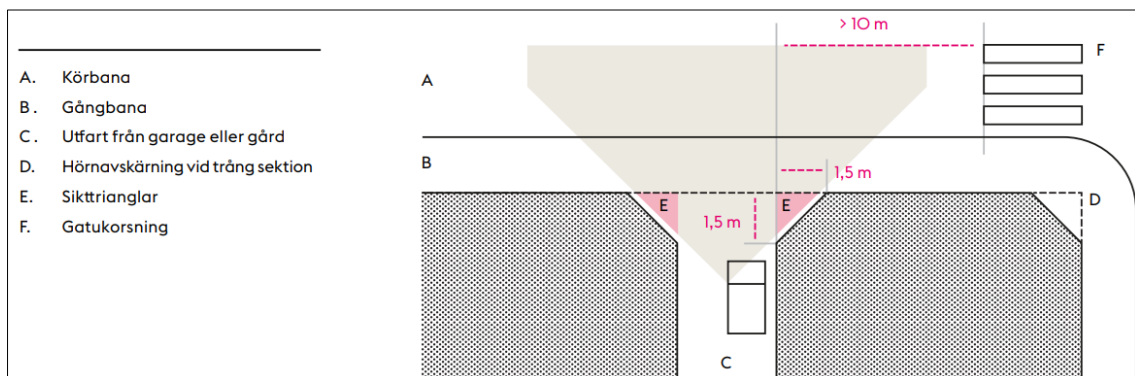 A. Körbana
B. Gångbana
C. Utfart från garage eller gård
D. Hörnavskärning vid trång sektion
E. Sikttrianglar
F. Gatukorsning
> 10 m
F
A
B
1,5 m
E
E
D
1,5 m
C